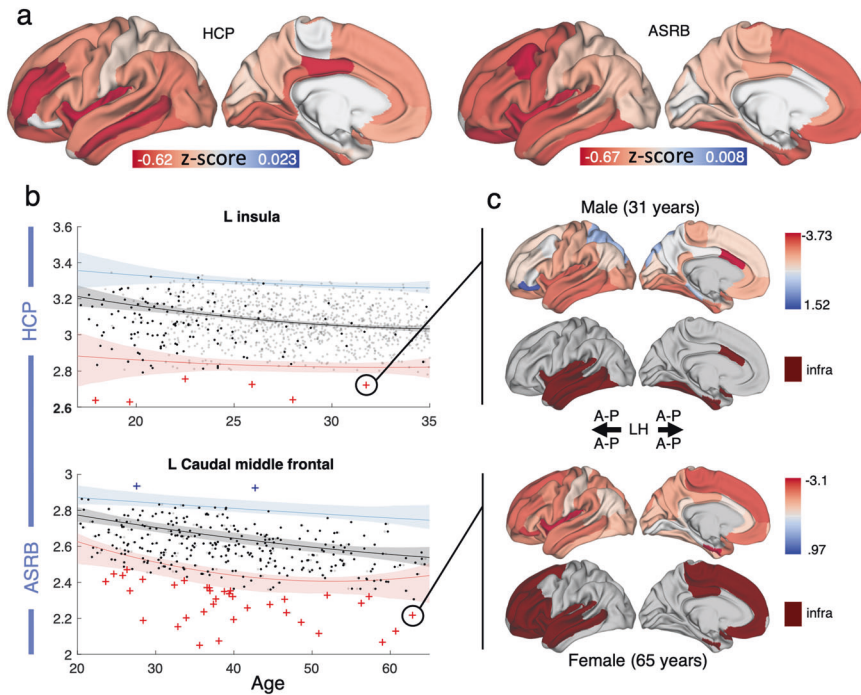 a
HCP
ASRB
-0.62 z-score 0.023
-0.67 z-score 0.008
b
L insula
3.6
3.4
3.2
3
2.8
2.6
20
25
30
35
HCP
ASRB
L Caudal middle frontal
3
2.8
2.6
2.4
2.2
2
20
30
40
50
60
Age
c
Male (31 years)
-3.73
1.52
infra
A-P A-P
LH
A-P A-P
-3.1
.97
infra
Female (65 years)